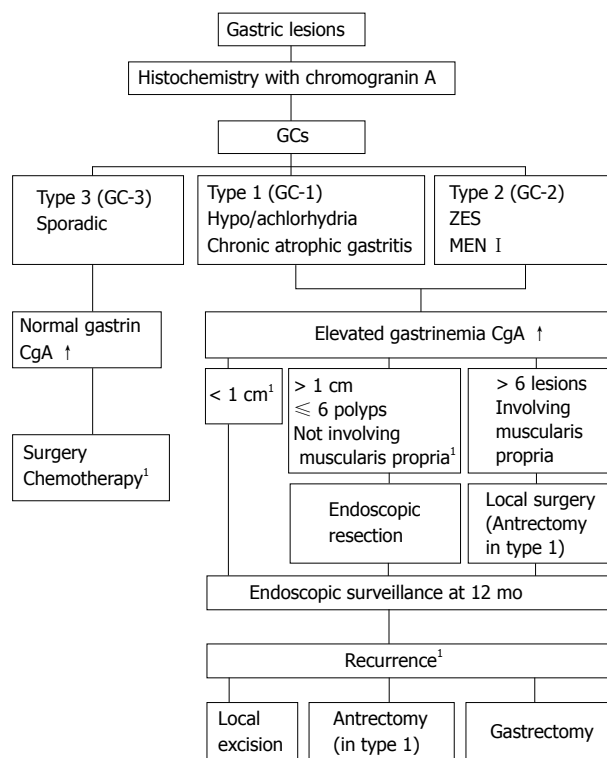 Gastric lesions
Histochemistry with chromogranin A
GCs
Type 3 (GC-3)
Sporadic
Type 1 (GC-1)
Hypo/achlorhydria
Chronic atrophic gastritis
Type 2 (GC-2)
ZES
MEN Ⅰ
Normal gastrin
CgA ↑
Elevated gastrinemia CgA ↑
Surgery
Chemotherapy¹
< 1 cm¹
> 1 cm
≤ 6 polyps
Not involving
muscularis propria¹
> 6 lesions
Involving
muscularis
propria
Endoscopic
resection
Local surgery
(Antrectomy
in type 1)
Endoscopic surveillance at 12 mo
Recurrence¹
Local
excision
Antrectomy
(in type 1)
Gastrectomy